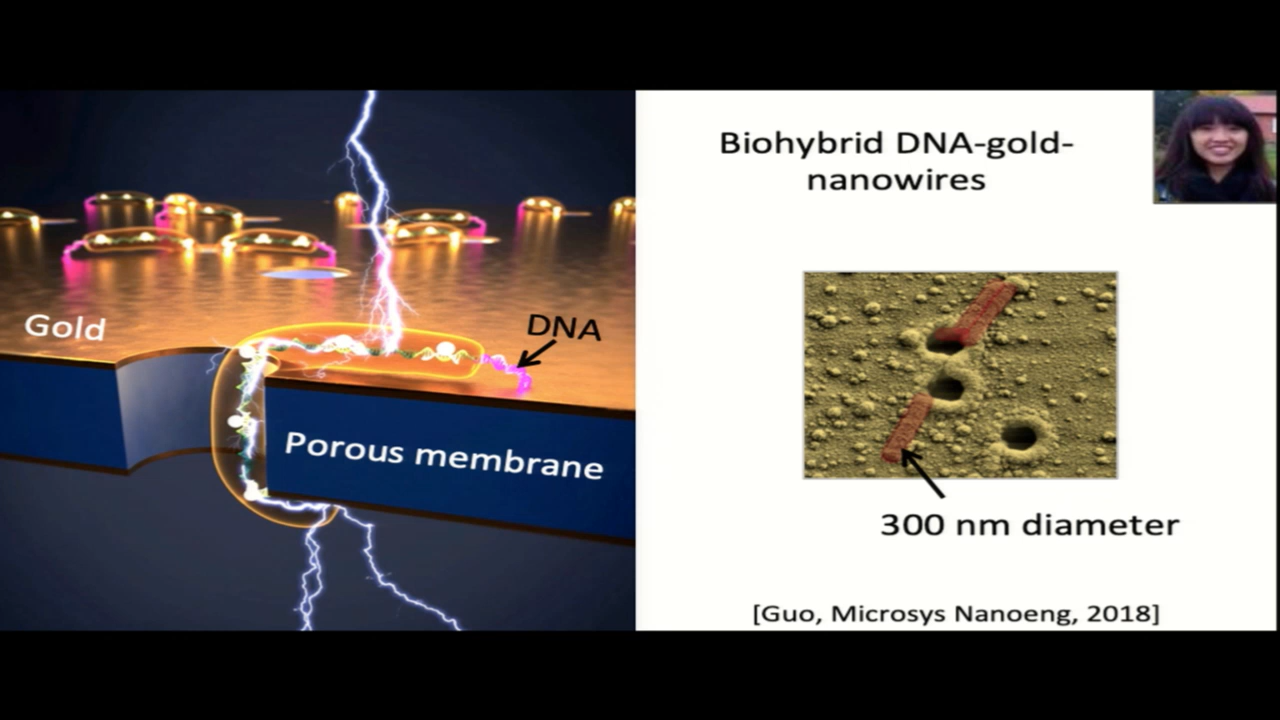 Gold
DNA
Porous membrane
Biohybrid DNA-gold-
nanowires
300 nm diameter
[Guo, Microsys Nanoeng, 2018]